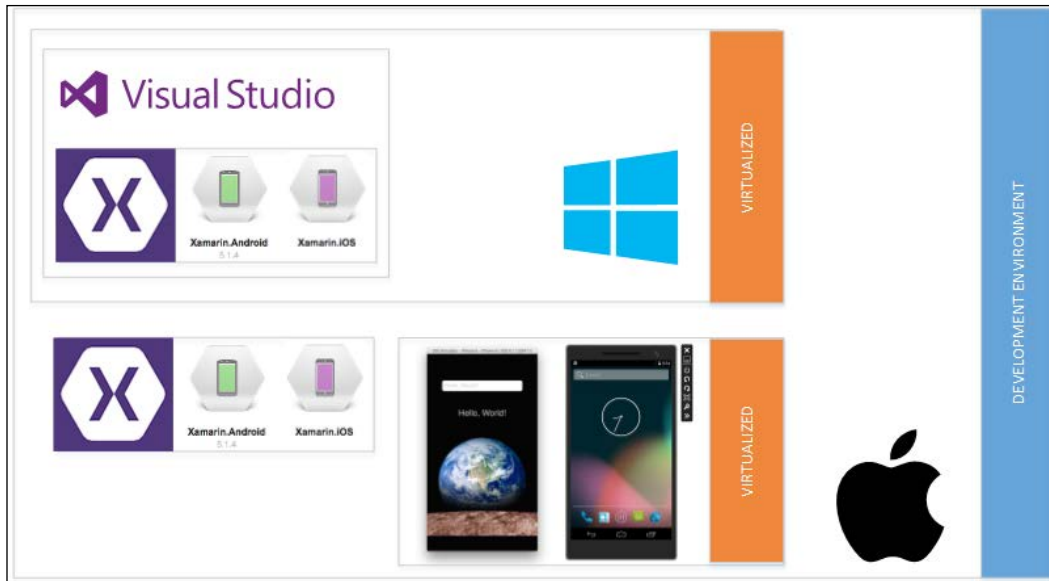 Visual Studio
Xamarin.Android
5.1.4
Xamarin.iOS
VIRTUALIZED
DEVELOPMENT ENVIRONMENT
Xamarin.Android
5.1.4
Xamarin.iOS
Hello, World!
VIRTUALIZED